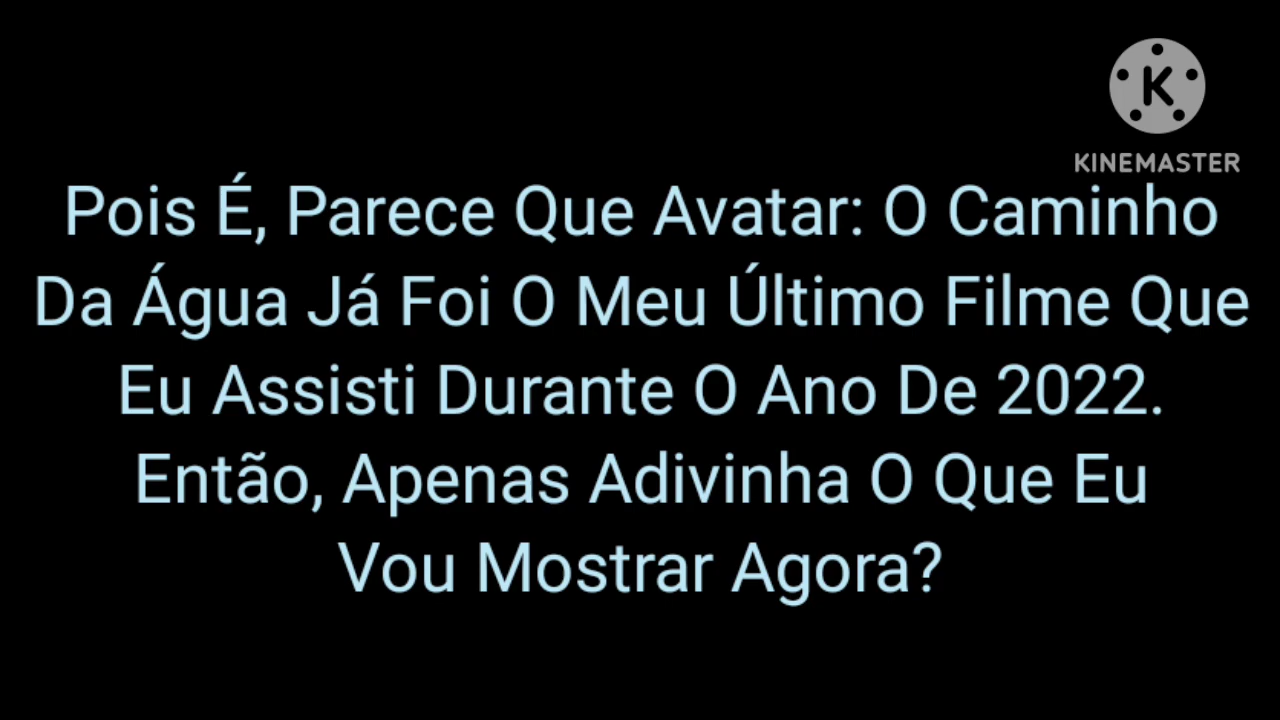 K
KINEMASTER
Pois É, Parece Que Avatar: O Caminho
Da Água Já Foi O Meu Último Filme Que
Eu Assisti Durante O Ano De 2022.
Então, Apenas Adivinha O Que Eu
Vou Mostrar Agora?